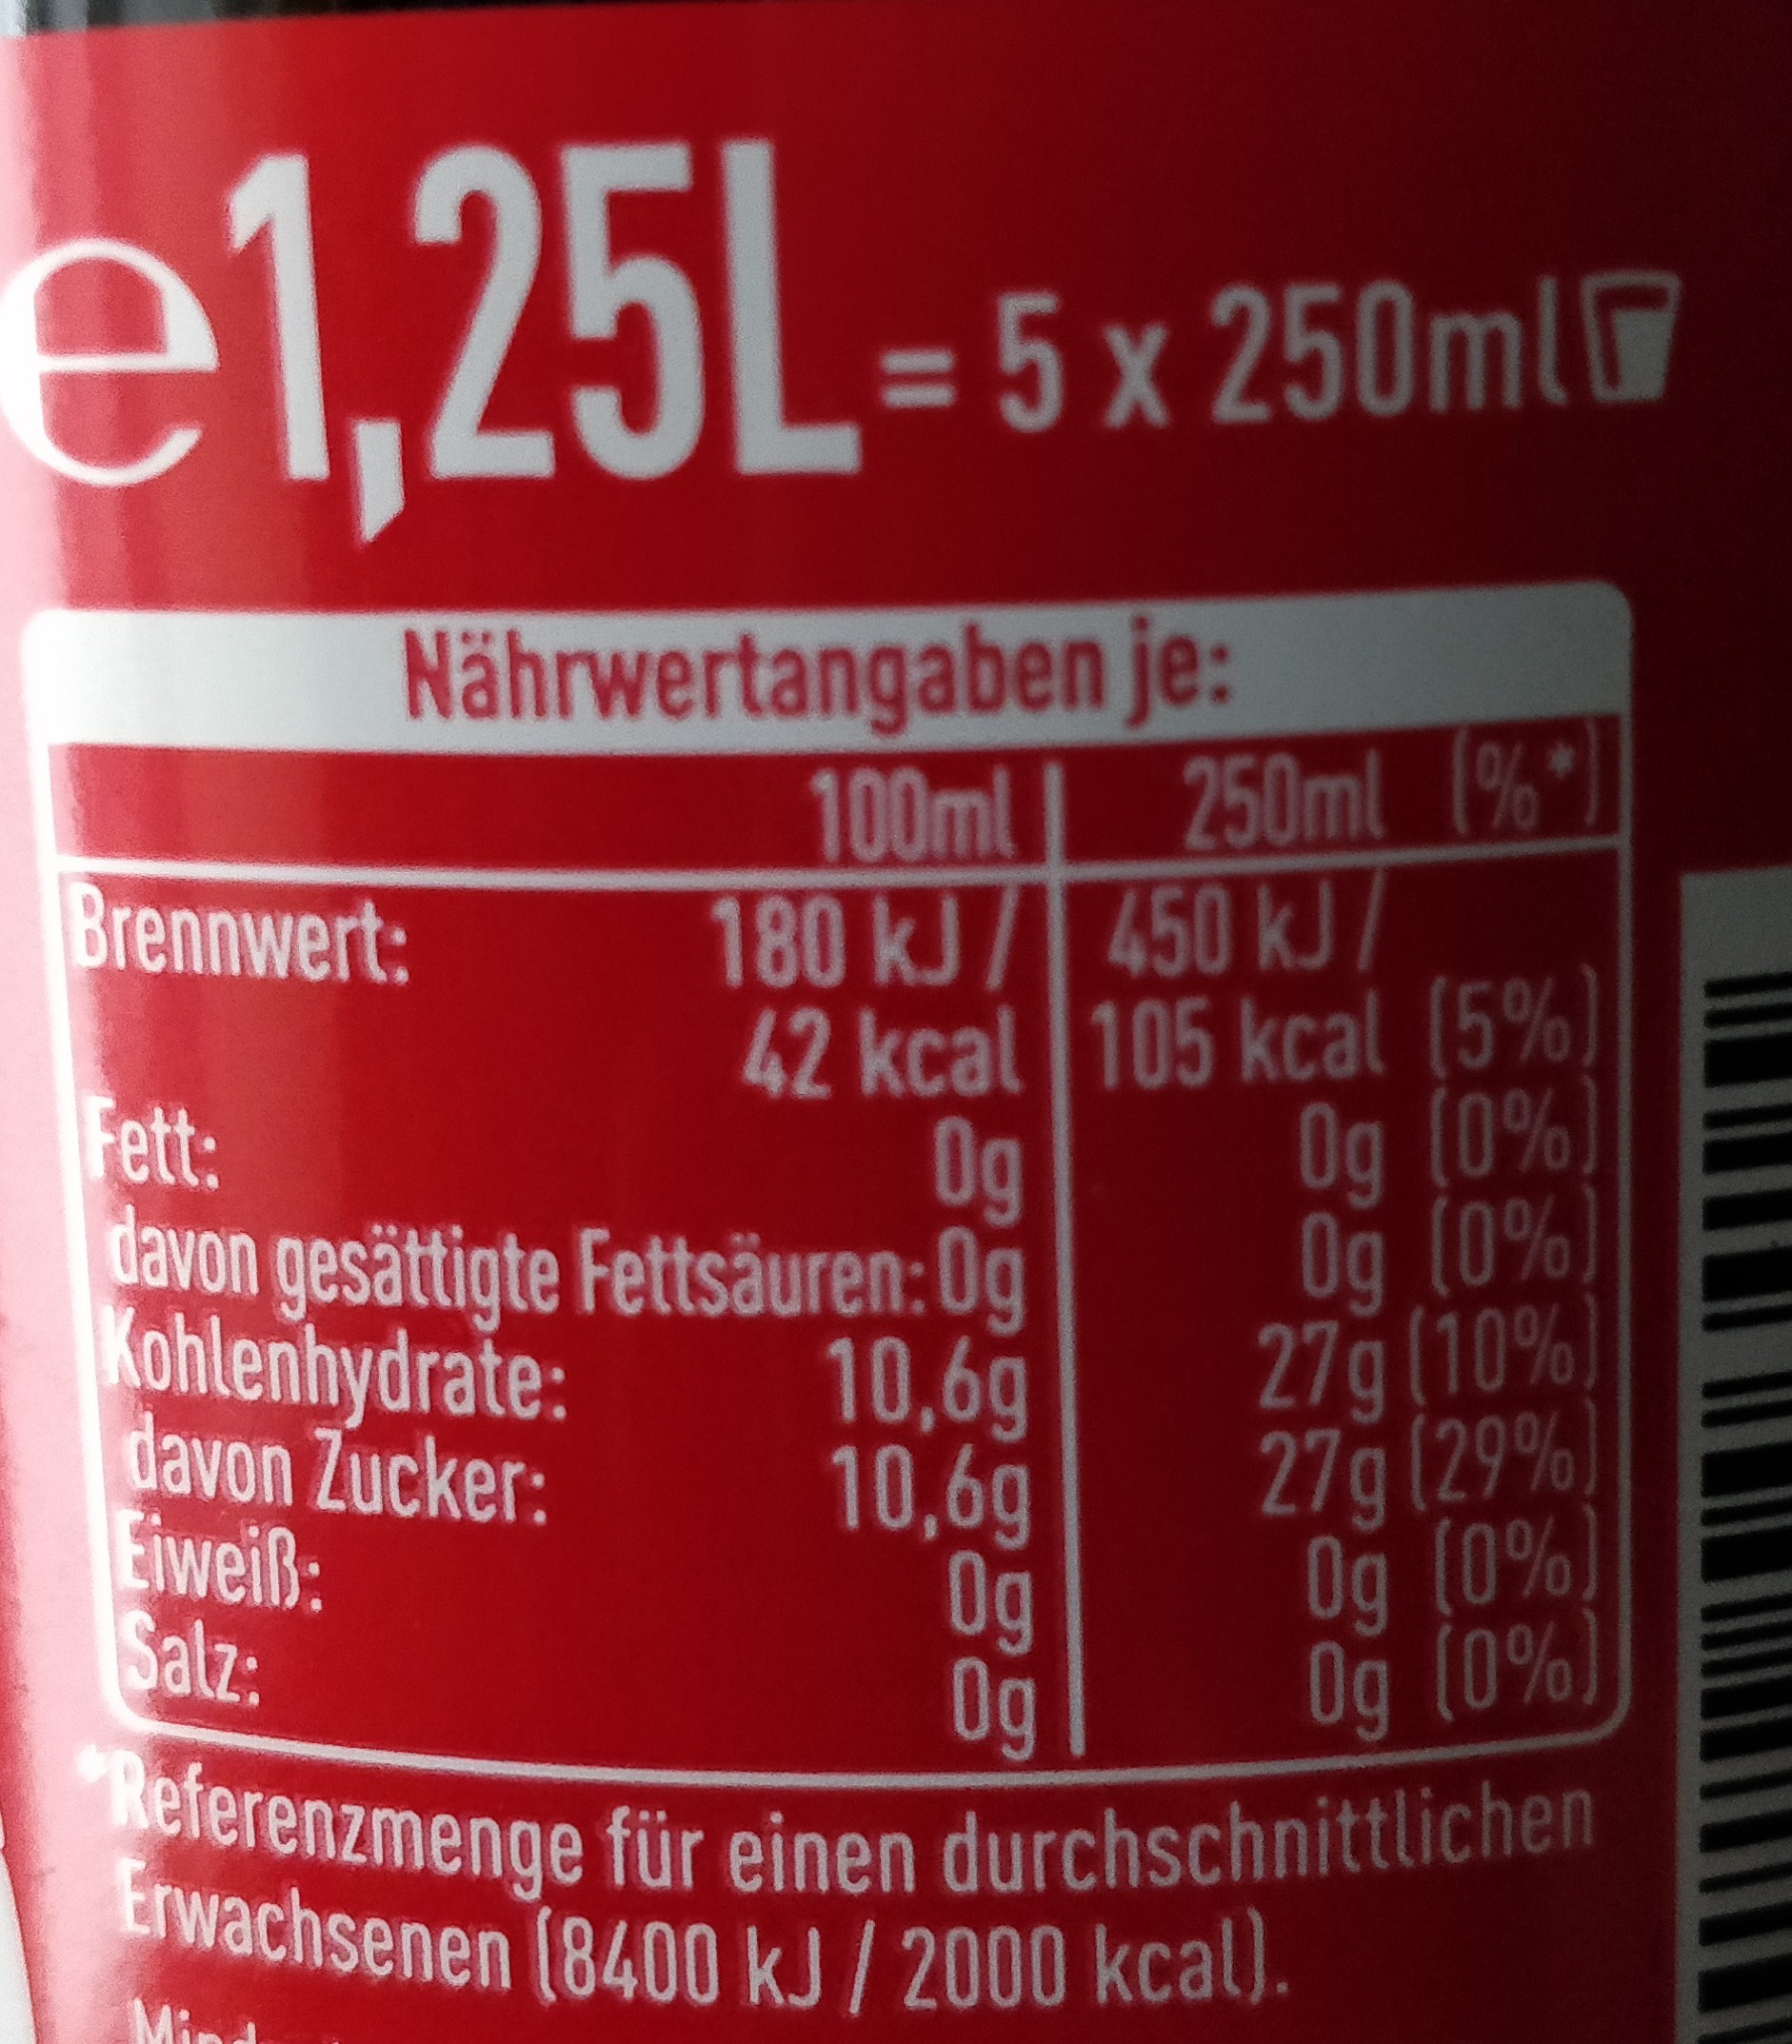 e 1,25L = 5 x 250ml
Nährwertangaben je:
100ml 250ml (%*)
Brennwert: 180 kJ / 450 kJ /
42 kcal 105 kcal (5%)
Fett: 0g 0g (0%)
davon gesättigte Fettsäuren: 0g 0g (0%)
Kohlenhydrate: 10,6g 27g (10%)
davon Zucker: 10,6g 27g (29%)
Eiweiß: 0g 0g (0%)
Salz: 0g 0g (0%)
*Referenzmenge für einen durchschnittlichen
Erwachsenen (8400 kJ / 2000 kcal).